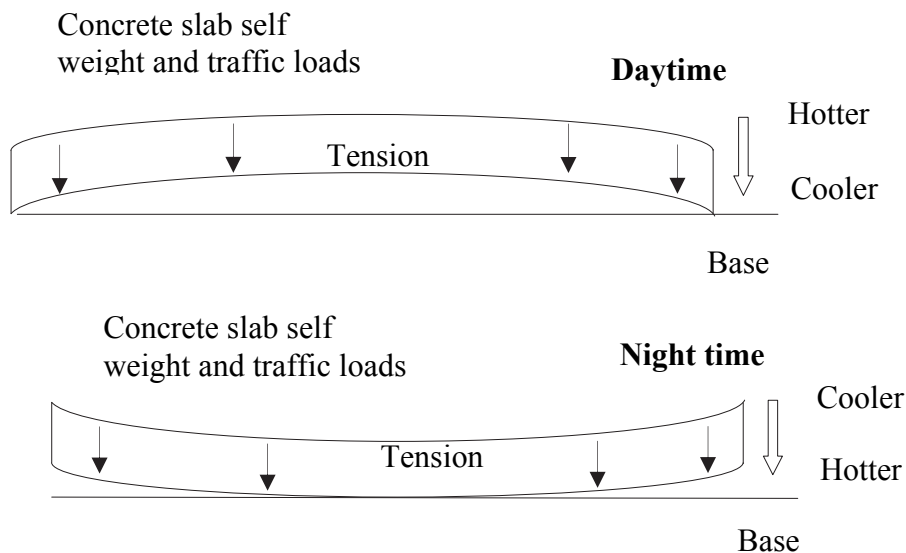 Concrete slab self
weight and traffic loads
Daytime
Hotter
Tension
Cooler
Base
Concrete slab self
weight and traffic loads
Night time
Cooler
Tension
Hotter
Base